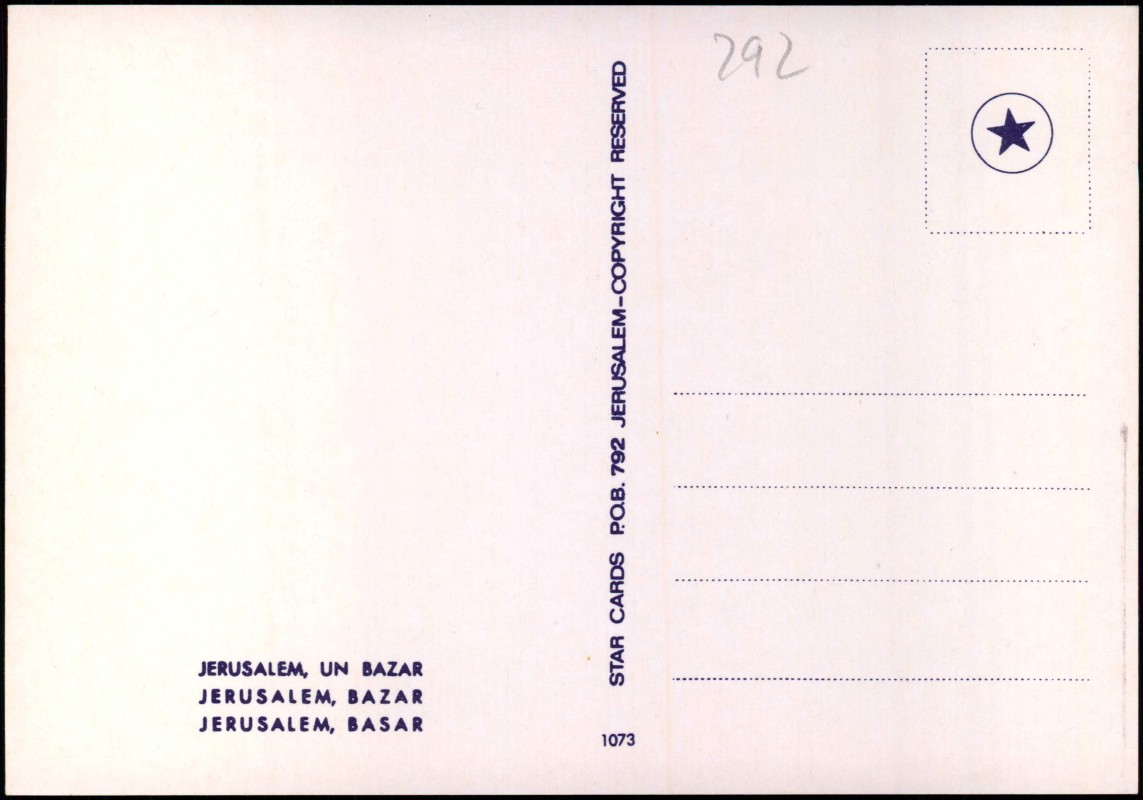 292
STAR CARDS P.O.B. 792 JERUSALEM-COPYRIGHT RESERVED
JERUSALEM, UN BAZAR
JERUSALEM, BAZAR
JERUSALEM, BASAR
1073